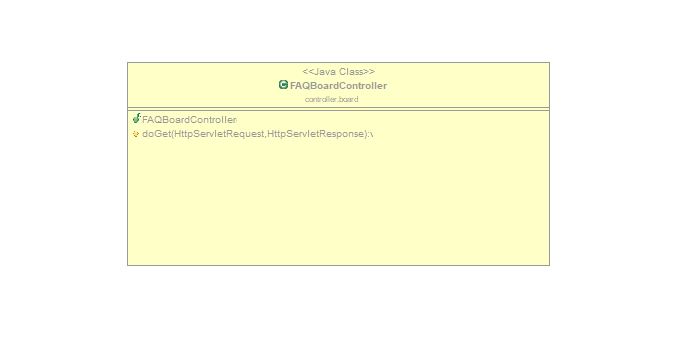 <<Java Class>>
FAQBoardController
controller.board
FAQBoardController
doGet(HttpServletRequest,HttpServletResponse):v